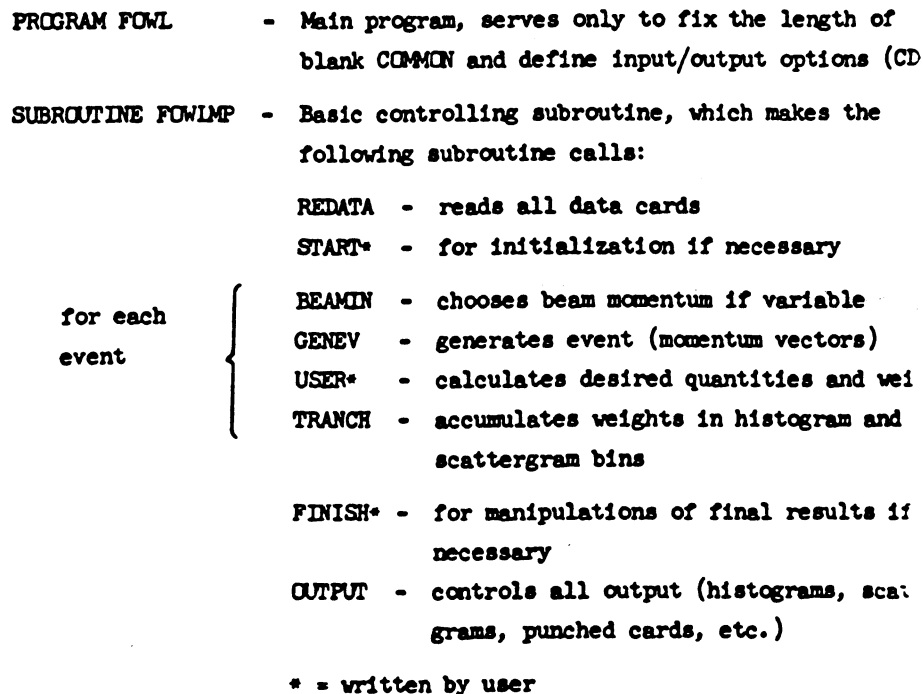 PROGRAM FOWL - Main program, serves only to fix the length of
blank COMMON and define input/output options (CD
SUBROUTINE FOWLMP - Basic controlling subroutine, which makes the
following subroutine calls:
REDATA - reads all data cards
START* - for initialization if necessary
for each
event
BEAMIN - chooses beam momentum if variable
GENEV - generates event (momentum vectors)
USER* - calculates desired quantities and wei
TRANCH - accumulates weights in histogram and
scattergram bins
FINISH* - for manipulations of final results if
necessary
OUTPUT - controls all output (histograms, scat
grams, punched cards, etc.)
* = written by user